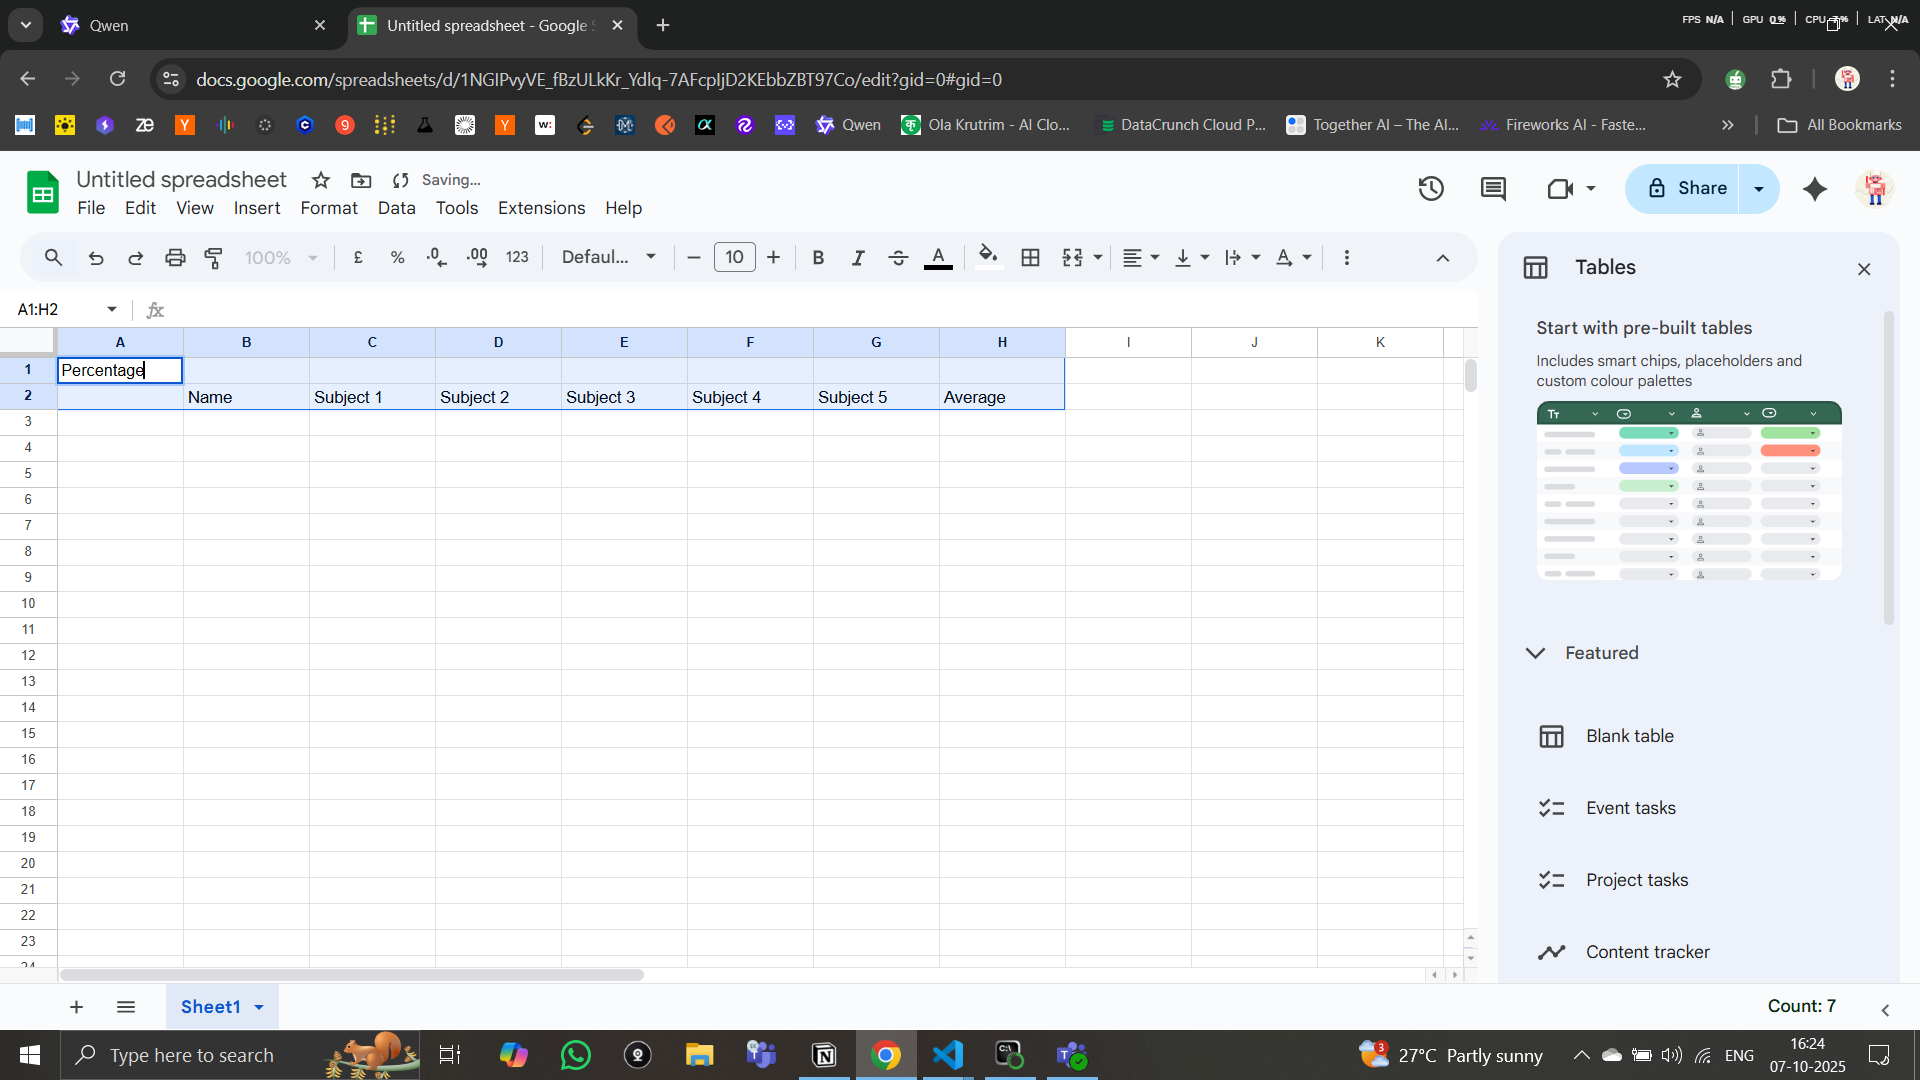 Qwen
Untitled spreadsheet - Google S
FPS N/A GPU 0% CPU 7% LAT N/A
docs.google.com/spreadsheets/d/1NGIPvyVE_fBzULkKr_Ydlq-7AFcpIjD2KEbbZBT97Co/edit?gid=0#gid=0
Qwen
Ola Krutrim - AI Clo...
DataCrunch Cloud P...
Together AI – The AI...
Fireworks AI - Faste...
All Bookmarks
Untitled spreadsheet
Saving...
File Edit View Insert Format Data Tools Extensions Help
Share
100% £ % .0 .00 123 Defaul... 10 B I A
A1:H2
fx
A B C D E F G H I J K
1 Percentage
2 Name Subject 1 Subject 2 Subject 3 Subject 4 Subject 5 Average
3
4
5
6
7
8
9
10
11
12
13
14
15
16
17
18
19
20
21
22
23
24
Tables
Start with pre-built tables
Includes smart chips, placeholders and
custom colour palettes
Tт
Featured
Blank table
Event tasks
Project tasks
Content tracker
Sheet1
Count: 7
Type here to search
3
27°C Partly sunny
ENG
16:24
07-10-2025